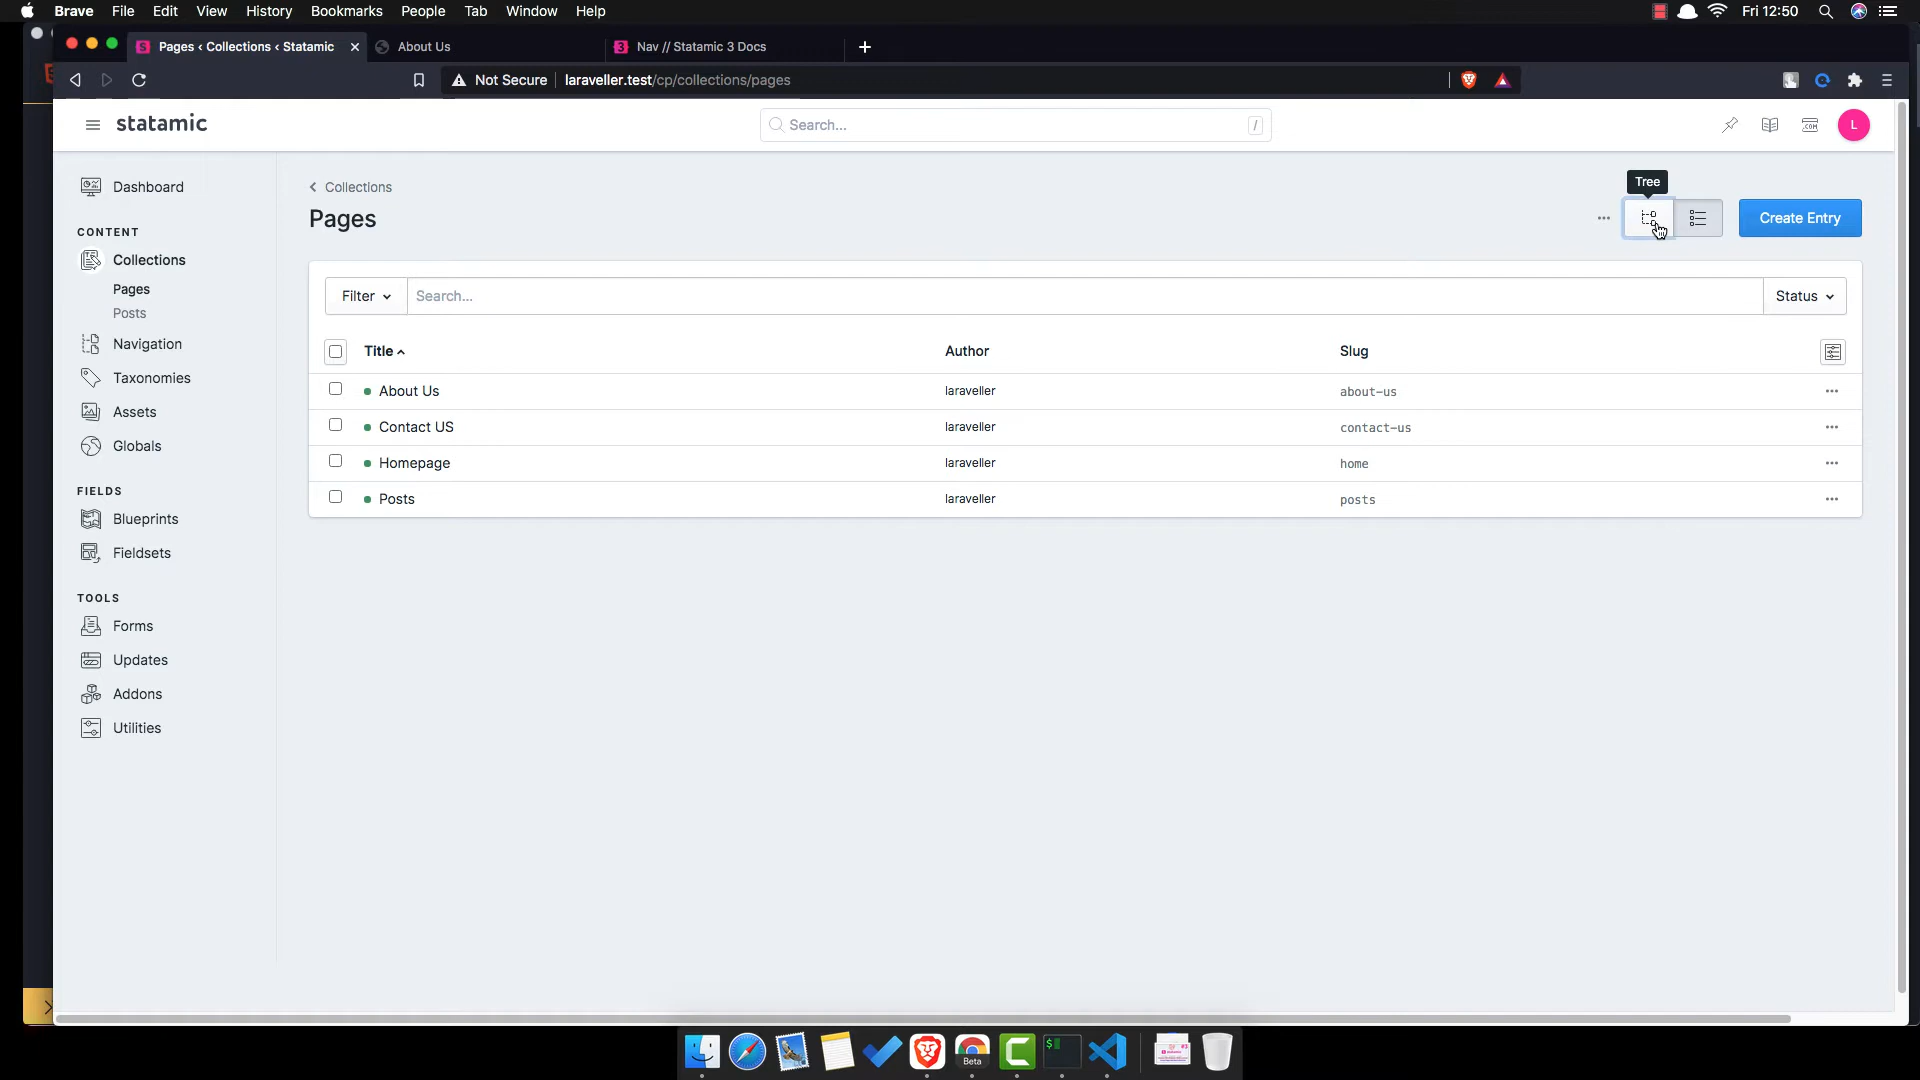 Brave File Edit View History Bookmarks People Tab Window Help Fri 12:50
Pages ‹ Collections ‹ Statamic About Us Nav // Statamic 3 Docs
Not Secure laraveller.test/cp/collections/pages
statamic Search... / .COM L
Dashboard
CONTENT
Collections
Pages
Posts
Navigation
Taxonomies
Assets
Globals
FIELDS
Blueprints
Fieldsets
TOOLS
Forms
Updates
Addons
Utilities
Collections
Tree
Pages
Create Entry
Filter Search... Status
Title Author Slug
About Us laraveller about-us
Contact US laraveller contact-us
Homepage laraveller home
Posts laraveller posts
Beta
$